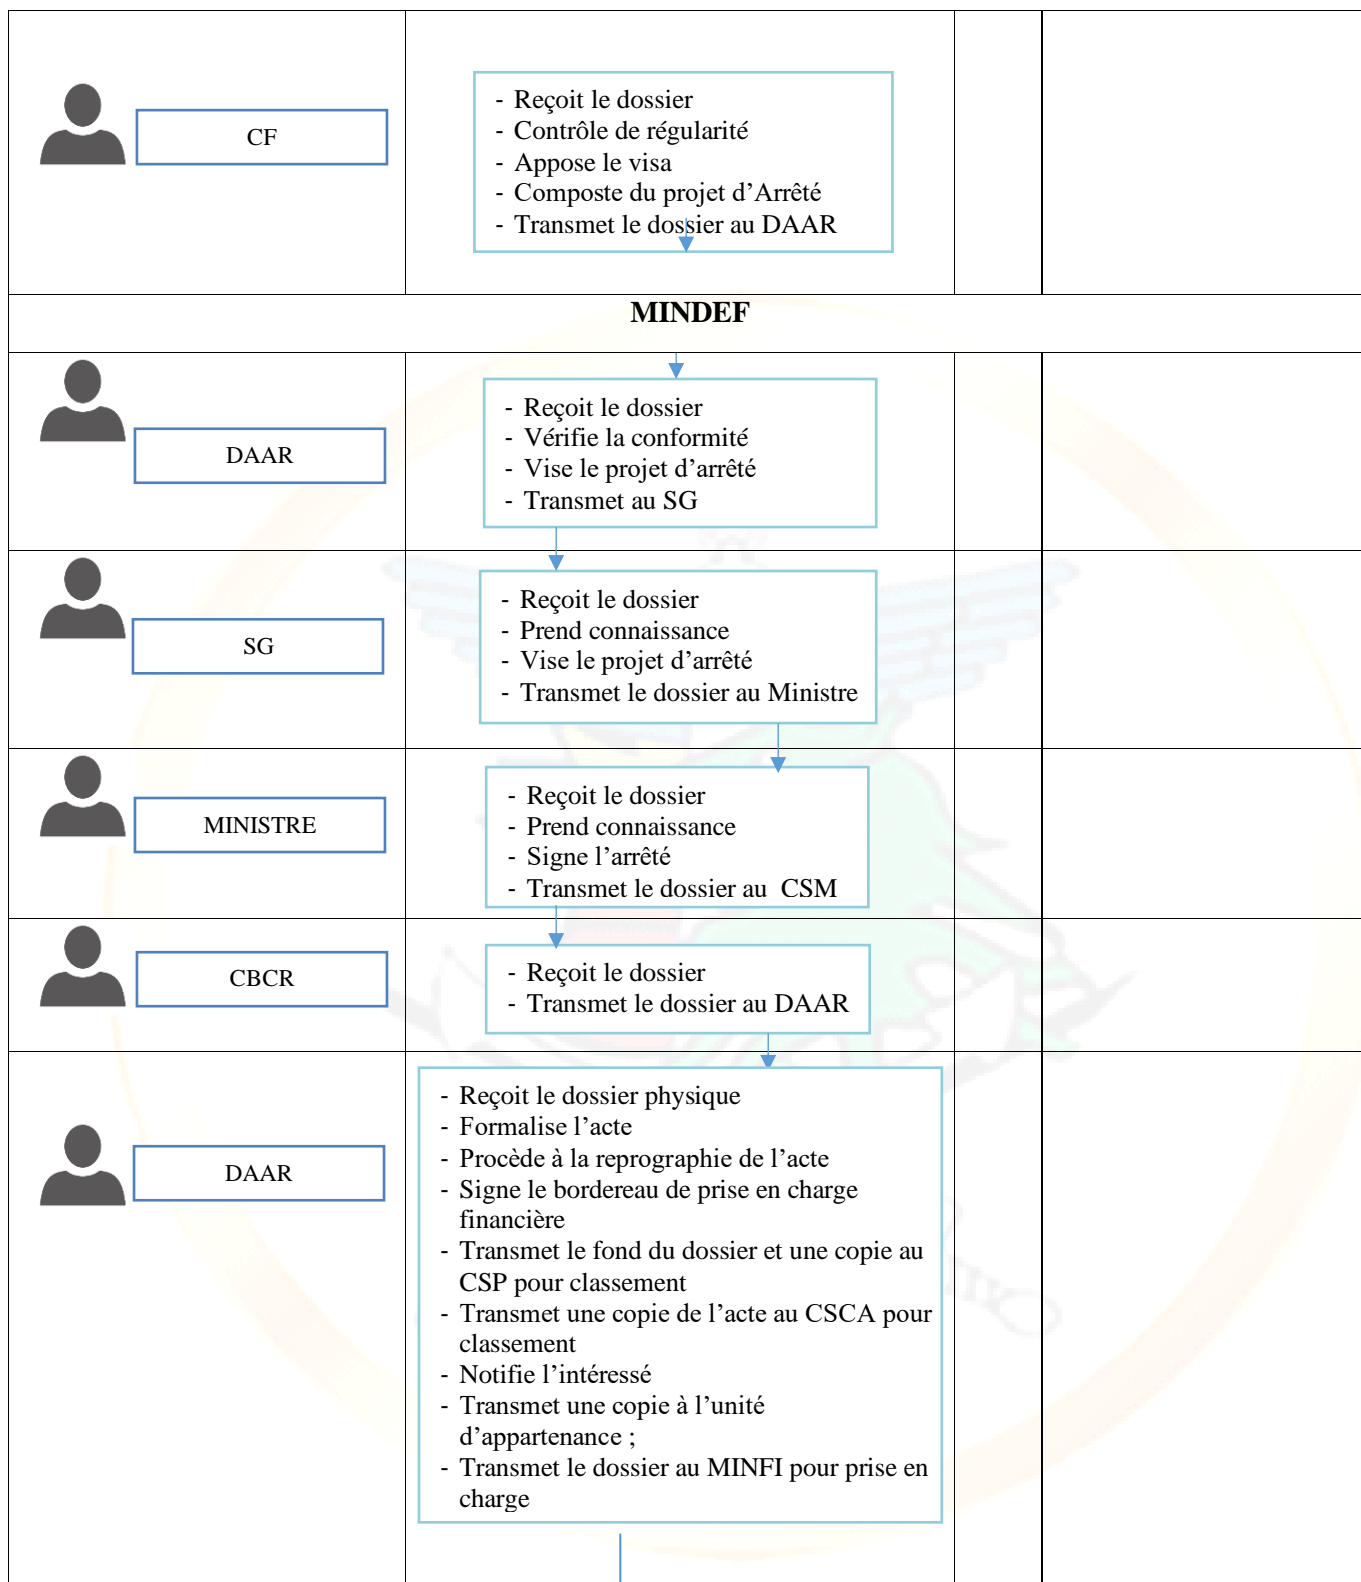 CF
- Reçoit le dossier
- Contrôle de régularité
- Appose le visa
- Composte du projet d’Arrêté
- Transmet le dossier au DAAR
MINDEF
DAAR
- Reçoit le dossier
- Vérifie la conformité
- Vise le projet d’arrêté
- Transmet au SG
SG
- Reçoit le dossier
- Prend connaissance
- Vise le projet d’arrêté
- Transmet le dossier au Ministre
MINISTRE
- Reçoit le dossier
- Prend connaissance
- Signe l’arrêté
- Transmet le dossier au CSM
CBCR
- Reçoit le dossier
- Transmet le dossier au DAAR
DAAR
- Reçoit le dossier physique
- Formalise l’acte
- Procède à la reprographie de l’acte
- Signe le bordereau de prise en charge
financière
- Transmet le fond du dossier et une copie au
CSP pour classement
- Transmet une copie de l’acte au CSCA pour
classement
- Notifie l’intéressé
- Transmet une copie à l’unité
d’appartenance ;
- Transmet le dossier au MINFI pour prise en
charge